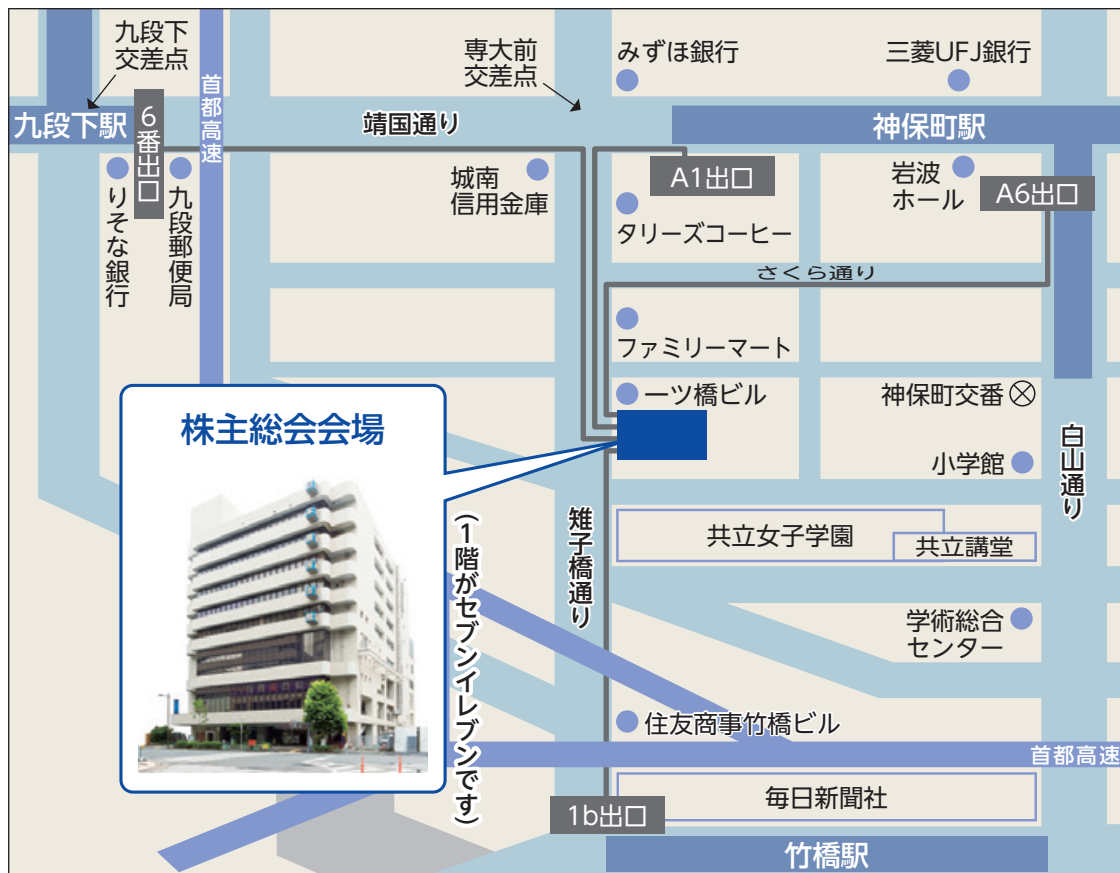 九段下
交差点
専大前
交差点
みずほ銀行
三菱UFJ銀行
首都高速
九段下駅
6番出口
靖国通り
神保町駅
りそな銀行
九段郵便局
城南
信用金庫
A1出口
タリーズコーヒー
岩波
ホール
A6出口
さくら通り
ファミリーマート
一ツ橋ビル
神保町交番
株主総会会場
小学館
白山通り
(1階がセブンイレブンです)
雉子橋通り
共立女子学園
共立講堂
学術総合
センター
住友商事竹橋ビル
首都高速
毎日新聞社
1b出口
竹橋駅